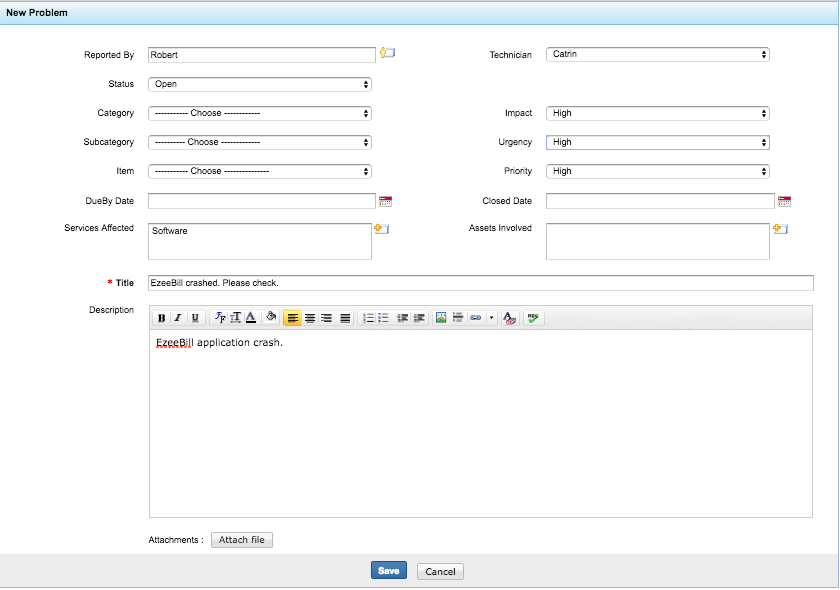 New Problem
Reported By Robert Technician Catrin
Status Open
Category ----------- Choose ------------ Impact High
Subcategory ---------- Choose ------------- Urgency High
Item ----------- Choose --------------- Priority High
DueBy Date Closed Date
Services Affected Software Assets Involved
* Title EzeeBill crashed. Please check.
Description
B I U
EzeeBill application crash.
Attachments : Attach file
Save Cancel